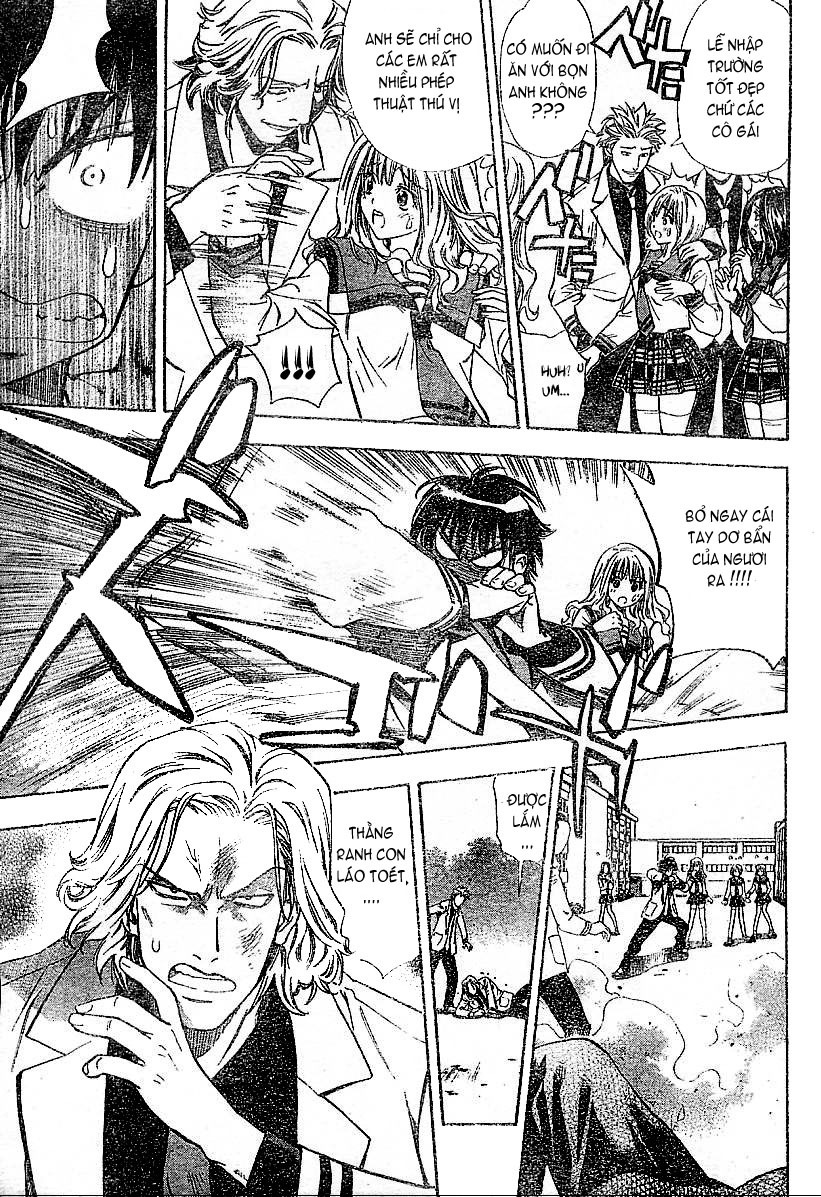 LỄ NHẬP
TRƯỜNG
TỐT ĐẸP
CHỨ CÁC
CÔ GÁI
CÓ MUỐN ĐI
ĂN VỚI BỌN
ANH KHÔNG
???
HUH?
UM...
ANH SẼ CHỈ CHO
CÁC EM RẤT
NHIỀU PHÉP
THUẬT THÚ VỊ
!!!
BỎ NGAY CÁI
TAY DƠ BẨN
CỦA NGƯƠI
RA !!!!
ĐƯỢC
LẮM
...
THẰNG
RANH CON
LÁO TOÉT,
....